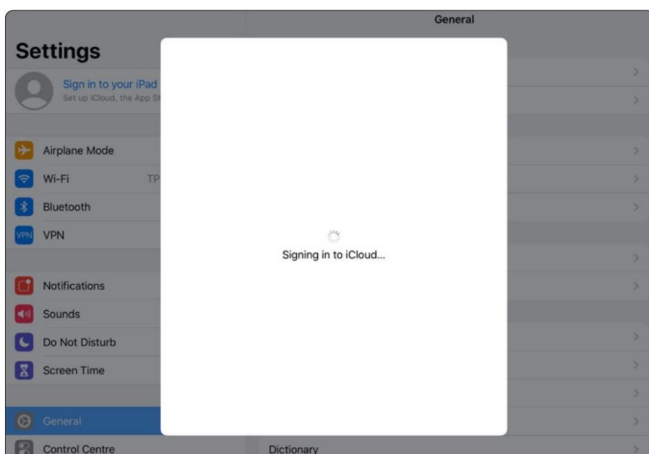 General
Settings
Sign in to your iPad
Set up iCloud, the App St
Airplane Mode
Wi-Fi TP
Bluetooth
VPN VPN
Signing in to iCloud...
Notifications
Sounds
Do Not Disturb
Screen Time
General
Control Centre
Dictionary